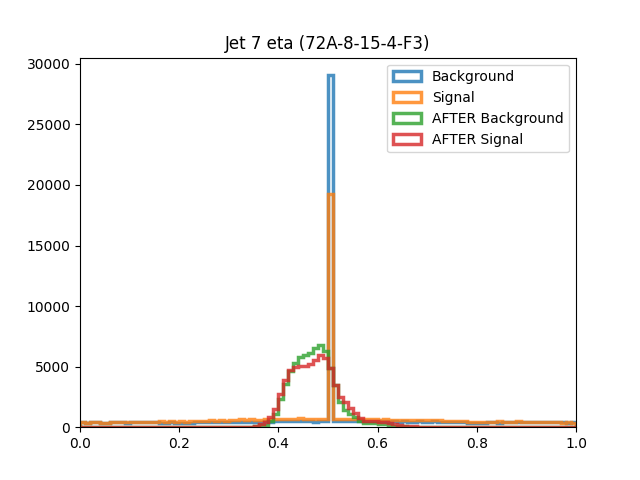 Jet 7 eta (72A-8-15-4-F3)
30000
25000
20000
15000
10000
5000
0
0.0
0.2
0.4
0.6
0.8
1.0
Background
Signal
AFTER Background
AFTER Signal